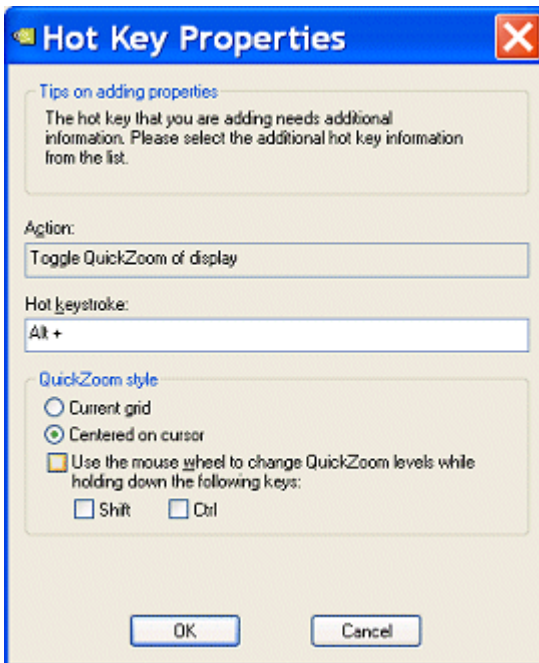 Hot Key Properties
Tips on adding properties
The hot key that you are adding needs additional
information. Please select the additional hot key information
from the list.
Action:
Toggle QuickZoom of display
Hot keystroke:
Alt +
QuickZoom style
Current grid
Centered on cursor
Use the mouse wheel to change QuickZoom levels while
holding down the following keys:
Shift Ctrl
OK Cancel